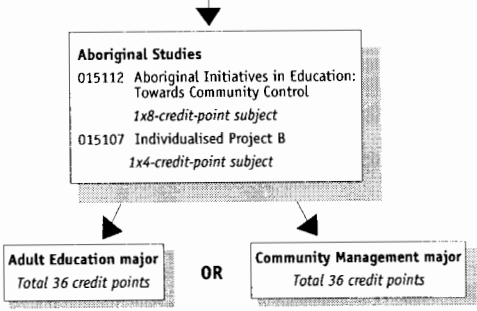 Aboriginal Studies
015112 Aboriginal Initiatives in Education:
Towards Community Control
1x8-credit-point subject
015107 Individualised Project B
1x4-credit-point subject
Adult Education major
Total 36 credit points
OR
Community Management major
Total 36 credit points